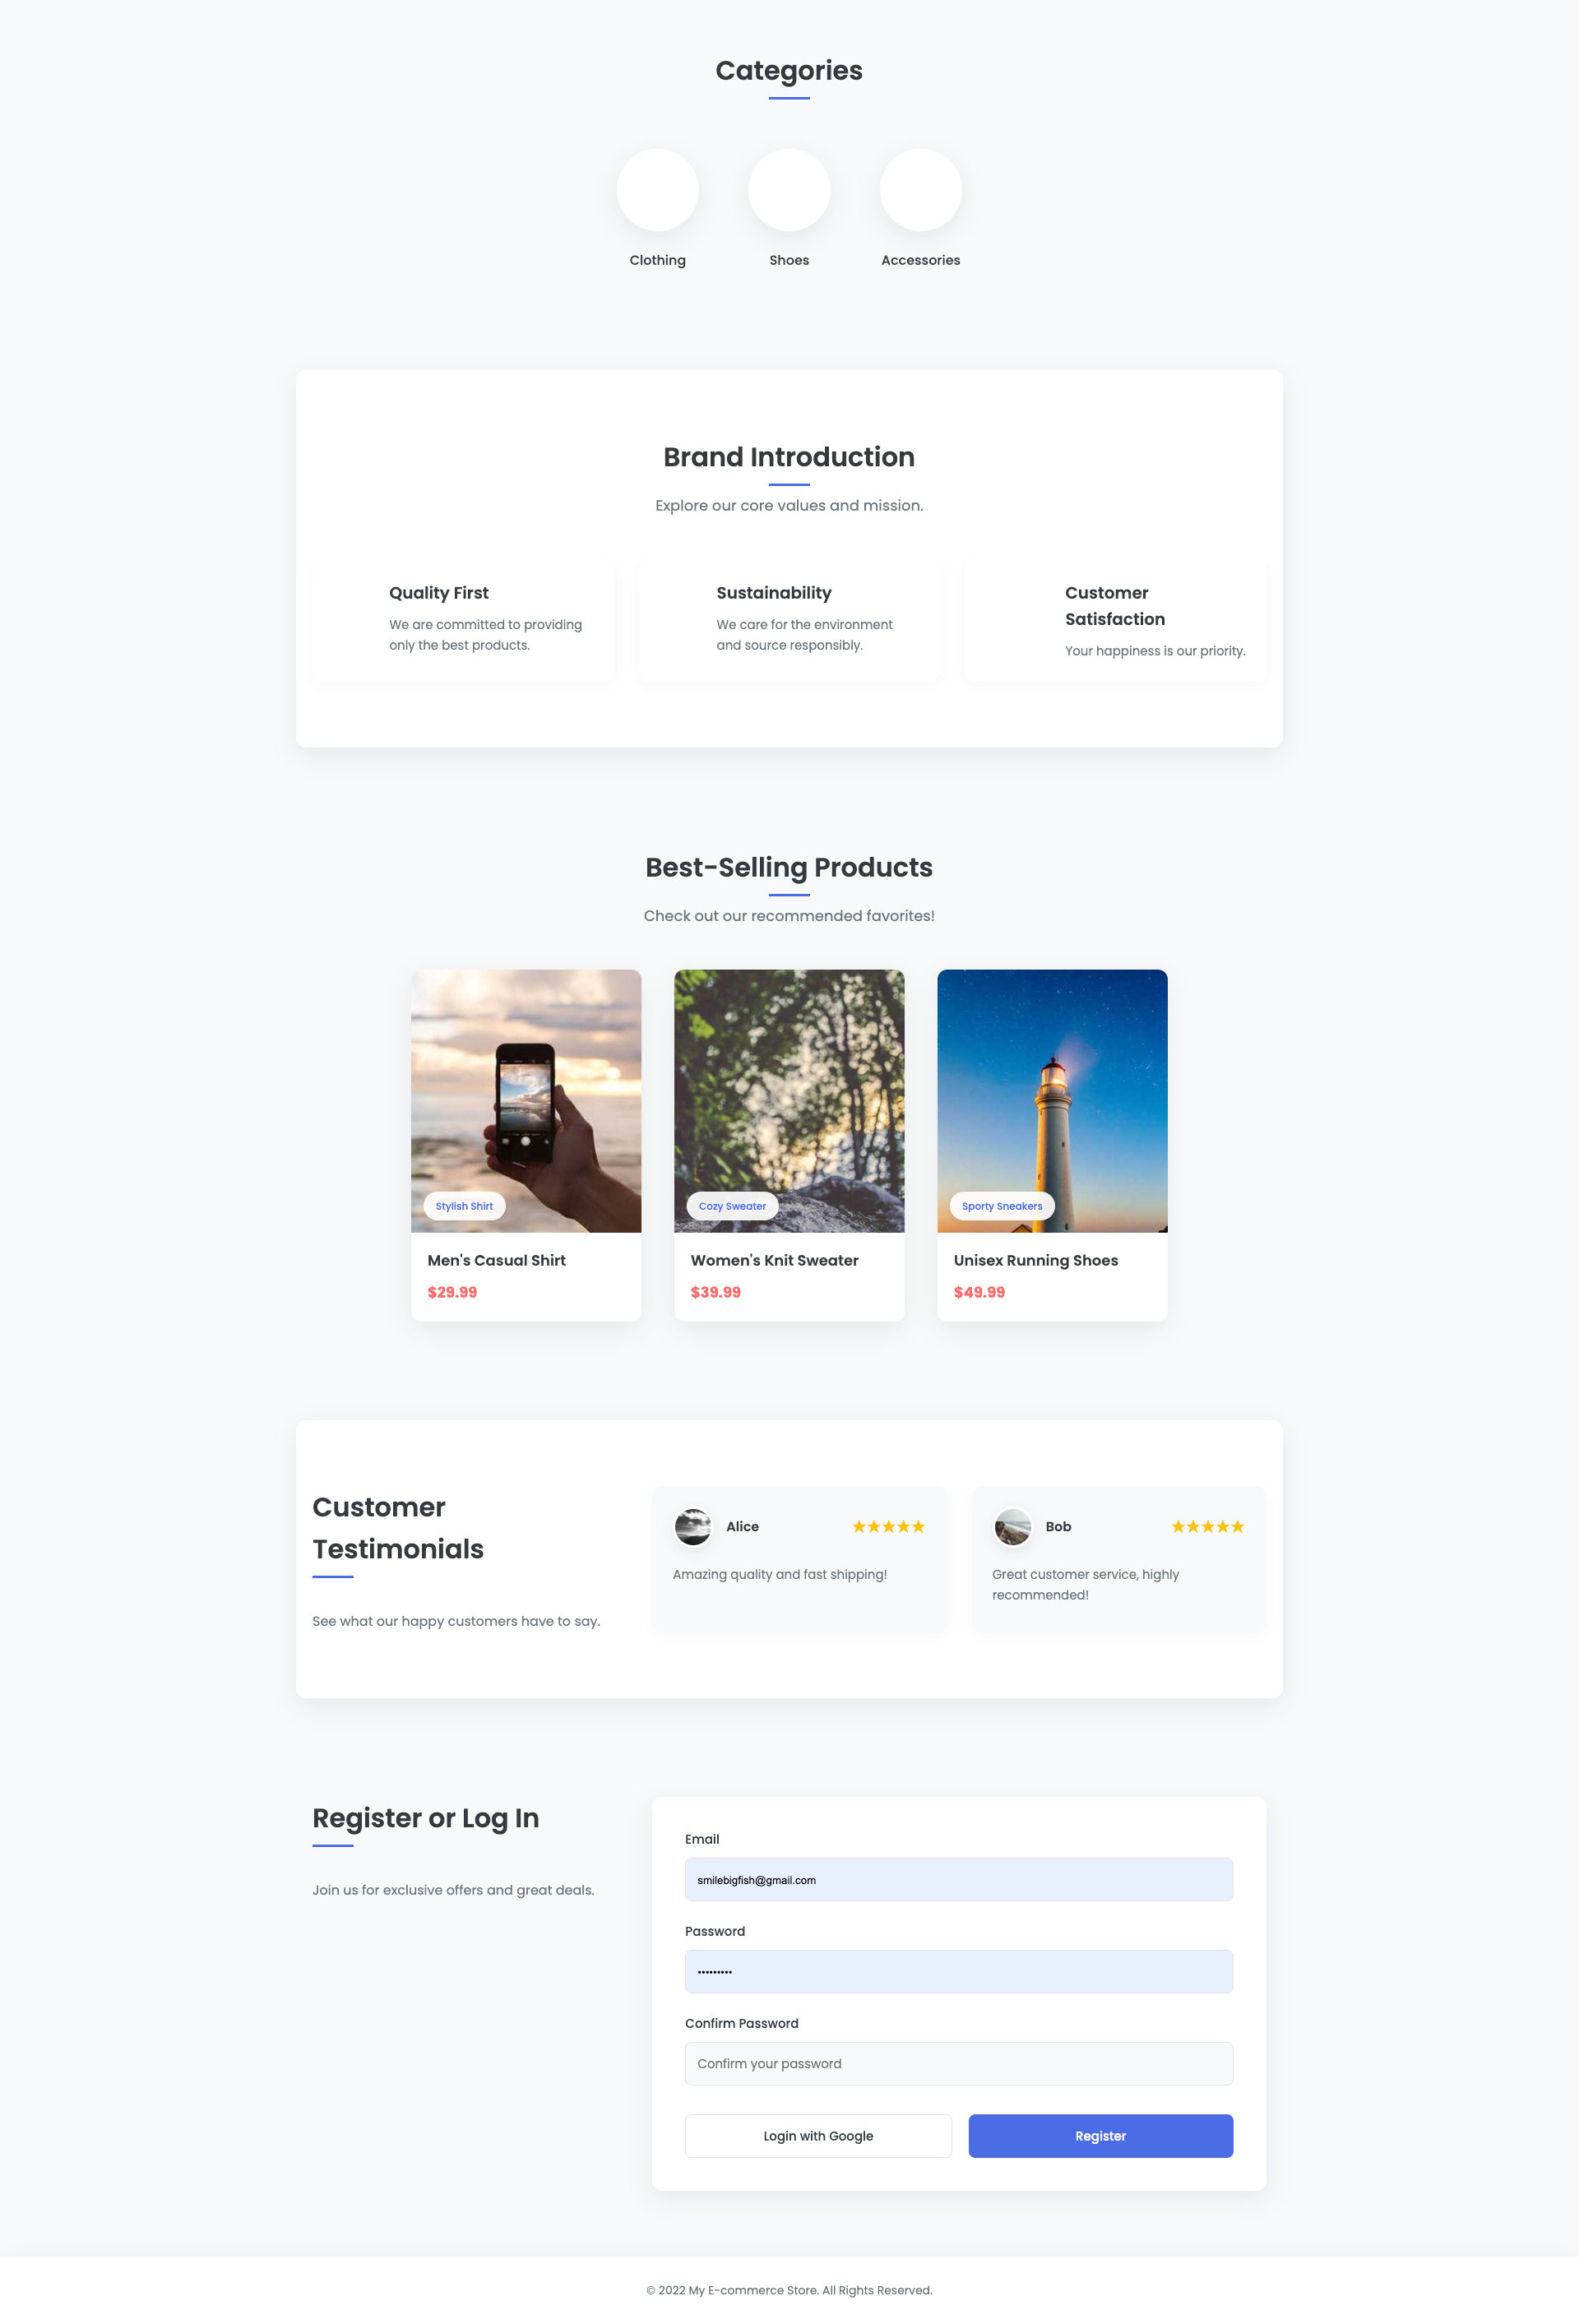 Categories
Clothing
Shoes
Accessories
Brand Introduction
Explore our core values and mission.
Quality First
We are committed to providing
only the best products.
Sustainability
We care for the environment
and source responsibly.
Customer
Satisfaction
Your happiness is our priority.
Best-Selling Products
Check out our recommended favorites!
Stylish Shirt
Men's Casual Shirt
$29.99
Cozy Sweater
Women's Knit Sweater
$39.99
Sporty Sneakers
Unisex Running Shoes
$49.99
Customer
Testimonials
See what our happy customers have to say.
Alice
★★★★★
Amazing quality and fast shipping!
Bob
★★★★★
Great customer service, highly
recommended!
Register or Log In
Join us for exclusive offers and great deals.
Email
smilebigfish@gmail.com
Password
•••••••••
Confirm Password
Confirm your password
Login with Google
Register
© 2022 My E-commerce Store. All Rights Reserved.